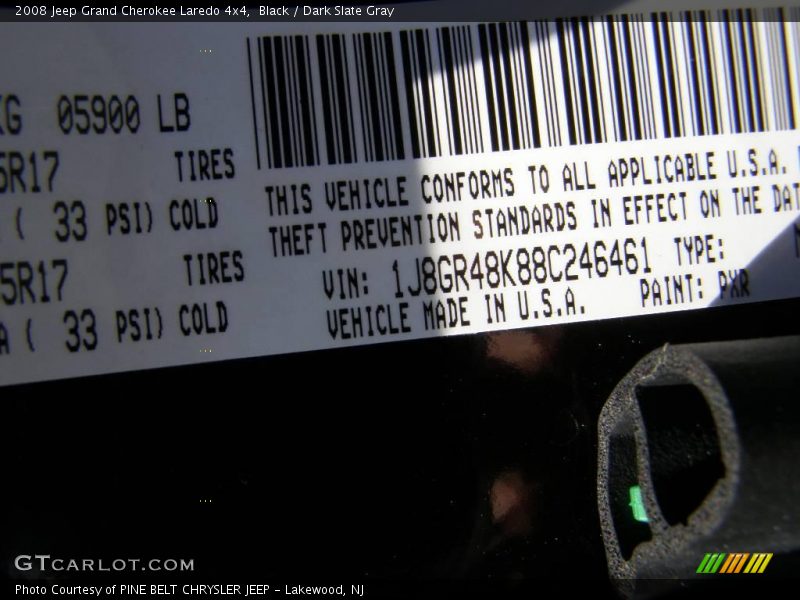 2008 Jeep Grand Cherokee Laredo 4x4, Black / Dark Slate Gray
KG 05900 LB
5R17 TIRES
( 33 PSI) COLD
5R17 TIRES
A ( 33 PSI) COLD
THIS VEHICLE CONFORMS TO ALL APPLICABLE U.S.A.
THEFT PREVENTION STANDARDS IN EFFECT ON THE DAT
VIN: 1J8GR48K88C246461 TYPE:
VEHICLE MADE IN U.S.A. PAINT: PXR
GTCARLOT.COM
Photo Courtesy of PINE BELT CHRYSLER JEEP - Lakewood, NJ